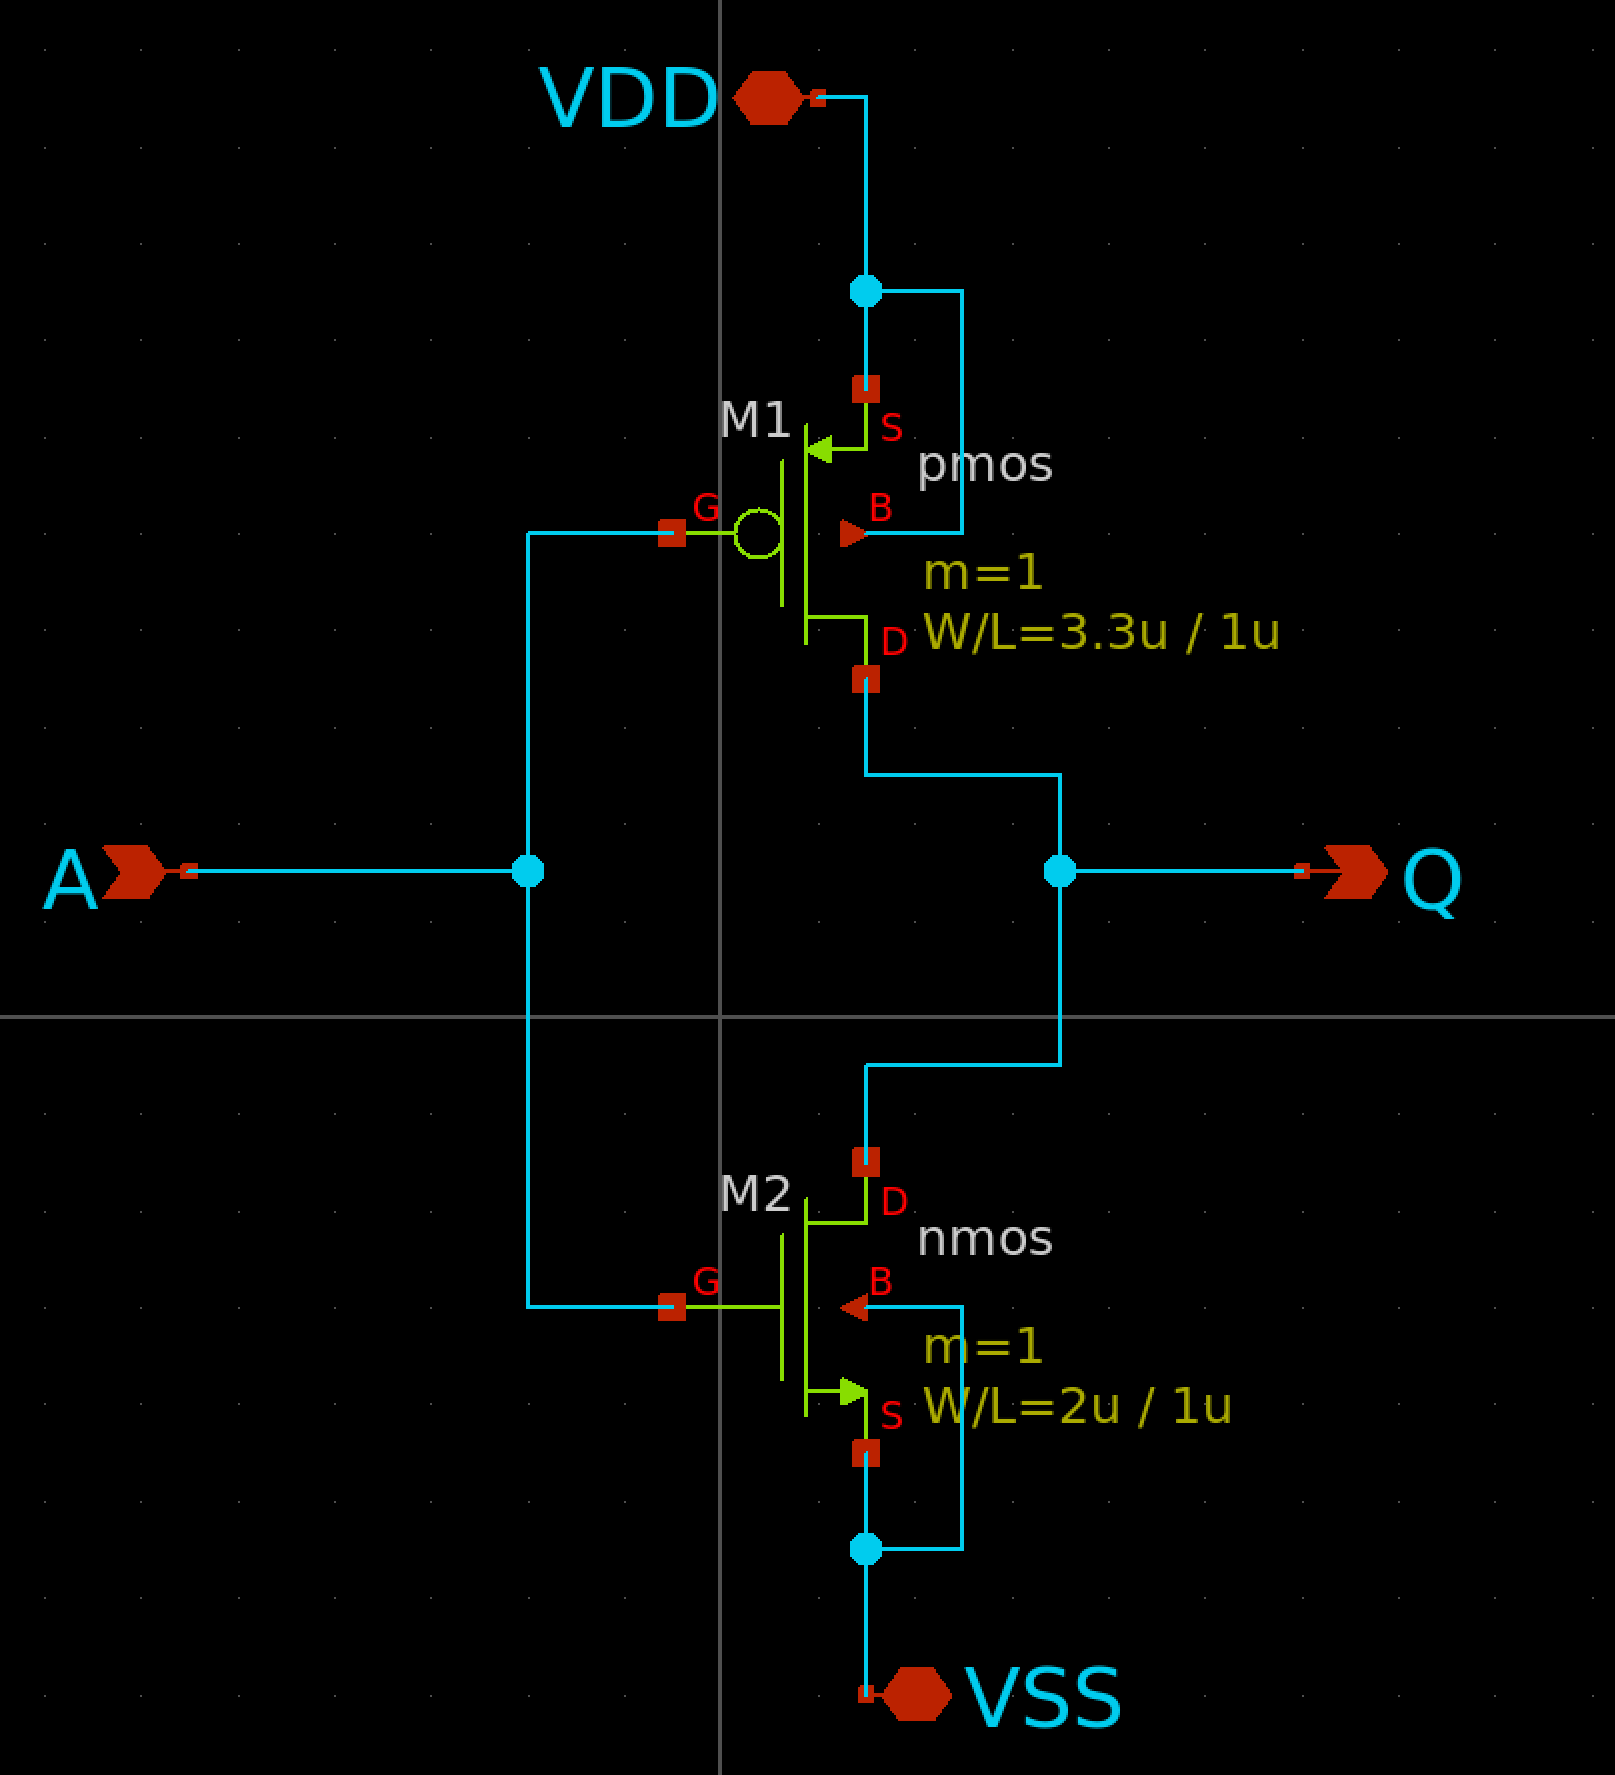 VDD
M1
S
pmos
G
B
m=1
W/L=3.3u / 1u
D
A
Q
M2
D
nmos
G
B
m=1
W/L=2u / 1u
S
VSS